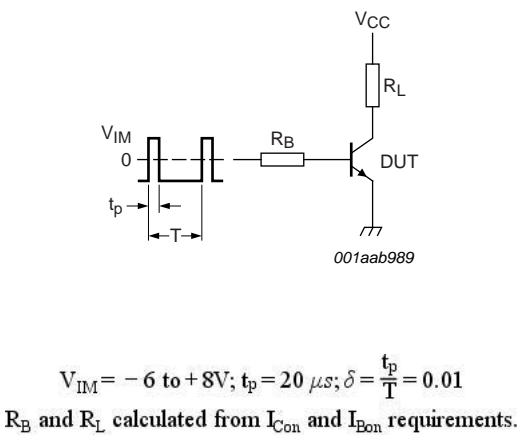 VCC
RL
VIM
0
RB
DUT
tp
T
001aab989
VIM = − 6 to + 8V; tp = 20 μs; δ = tp/T = 0.01
RB and RL calculated from ICon and IBon requirements.